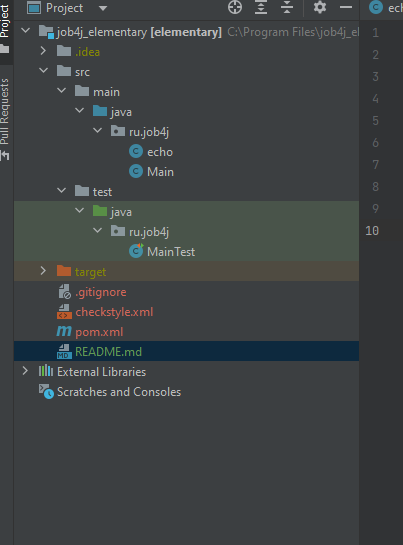 Project
Project
Pull Requests
job4j_elementary [elementary] C:\Program Files\job4j_el
.idea
src
main
java
ru.job4j
echo
Main
test
java
ru.job4j
MainTest
target
.gitignore
checkstyle.xml
pom.xml
README.md
External Libraries
Scratches and Consoles
ech
1
2
3
4
5
6
7
8
9
10